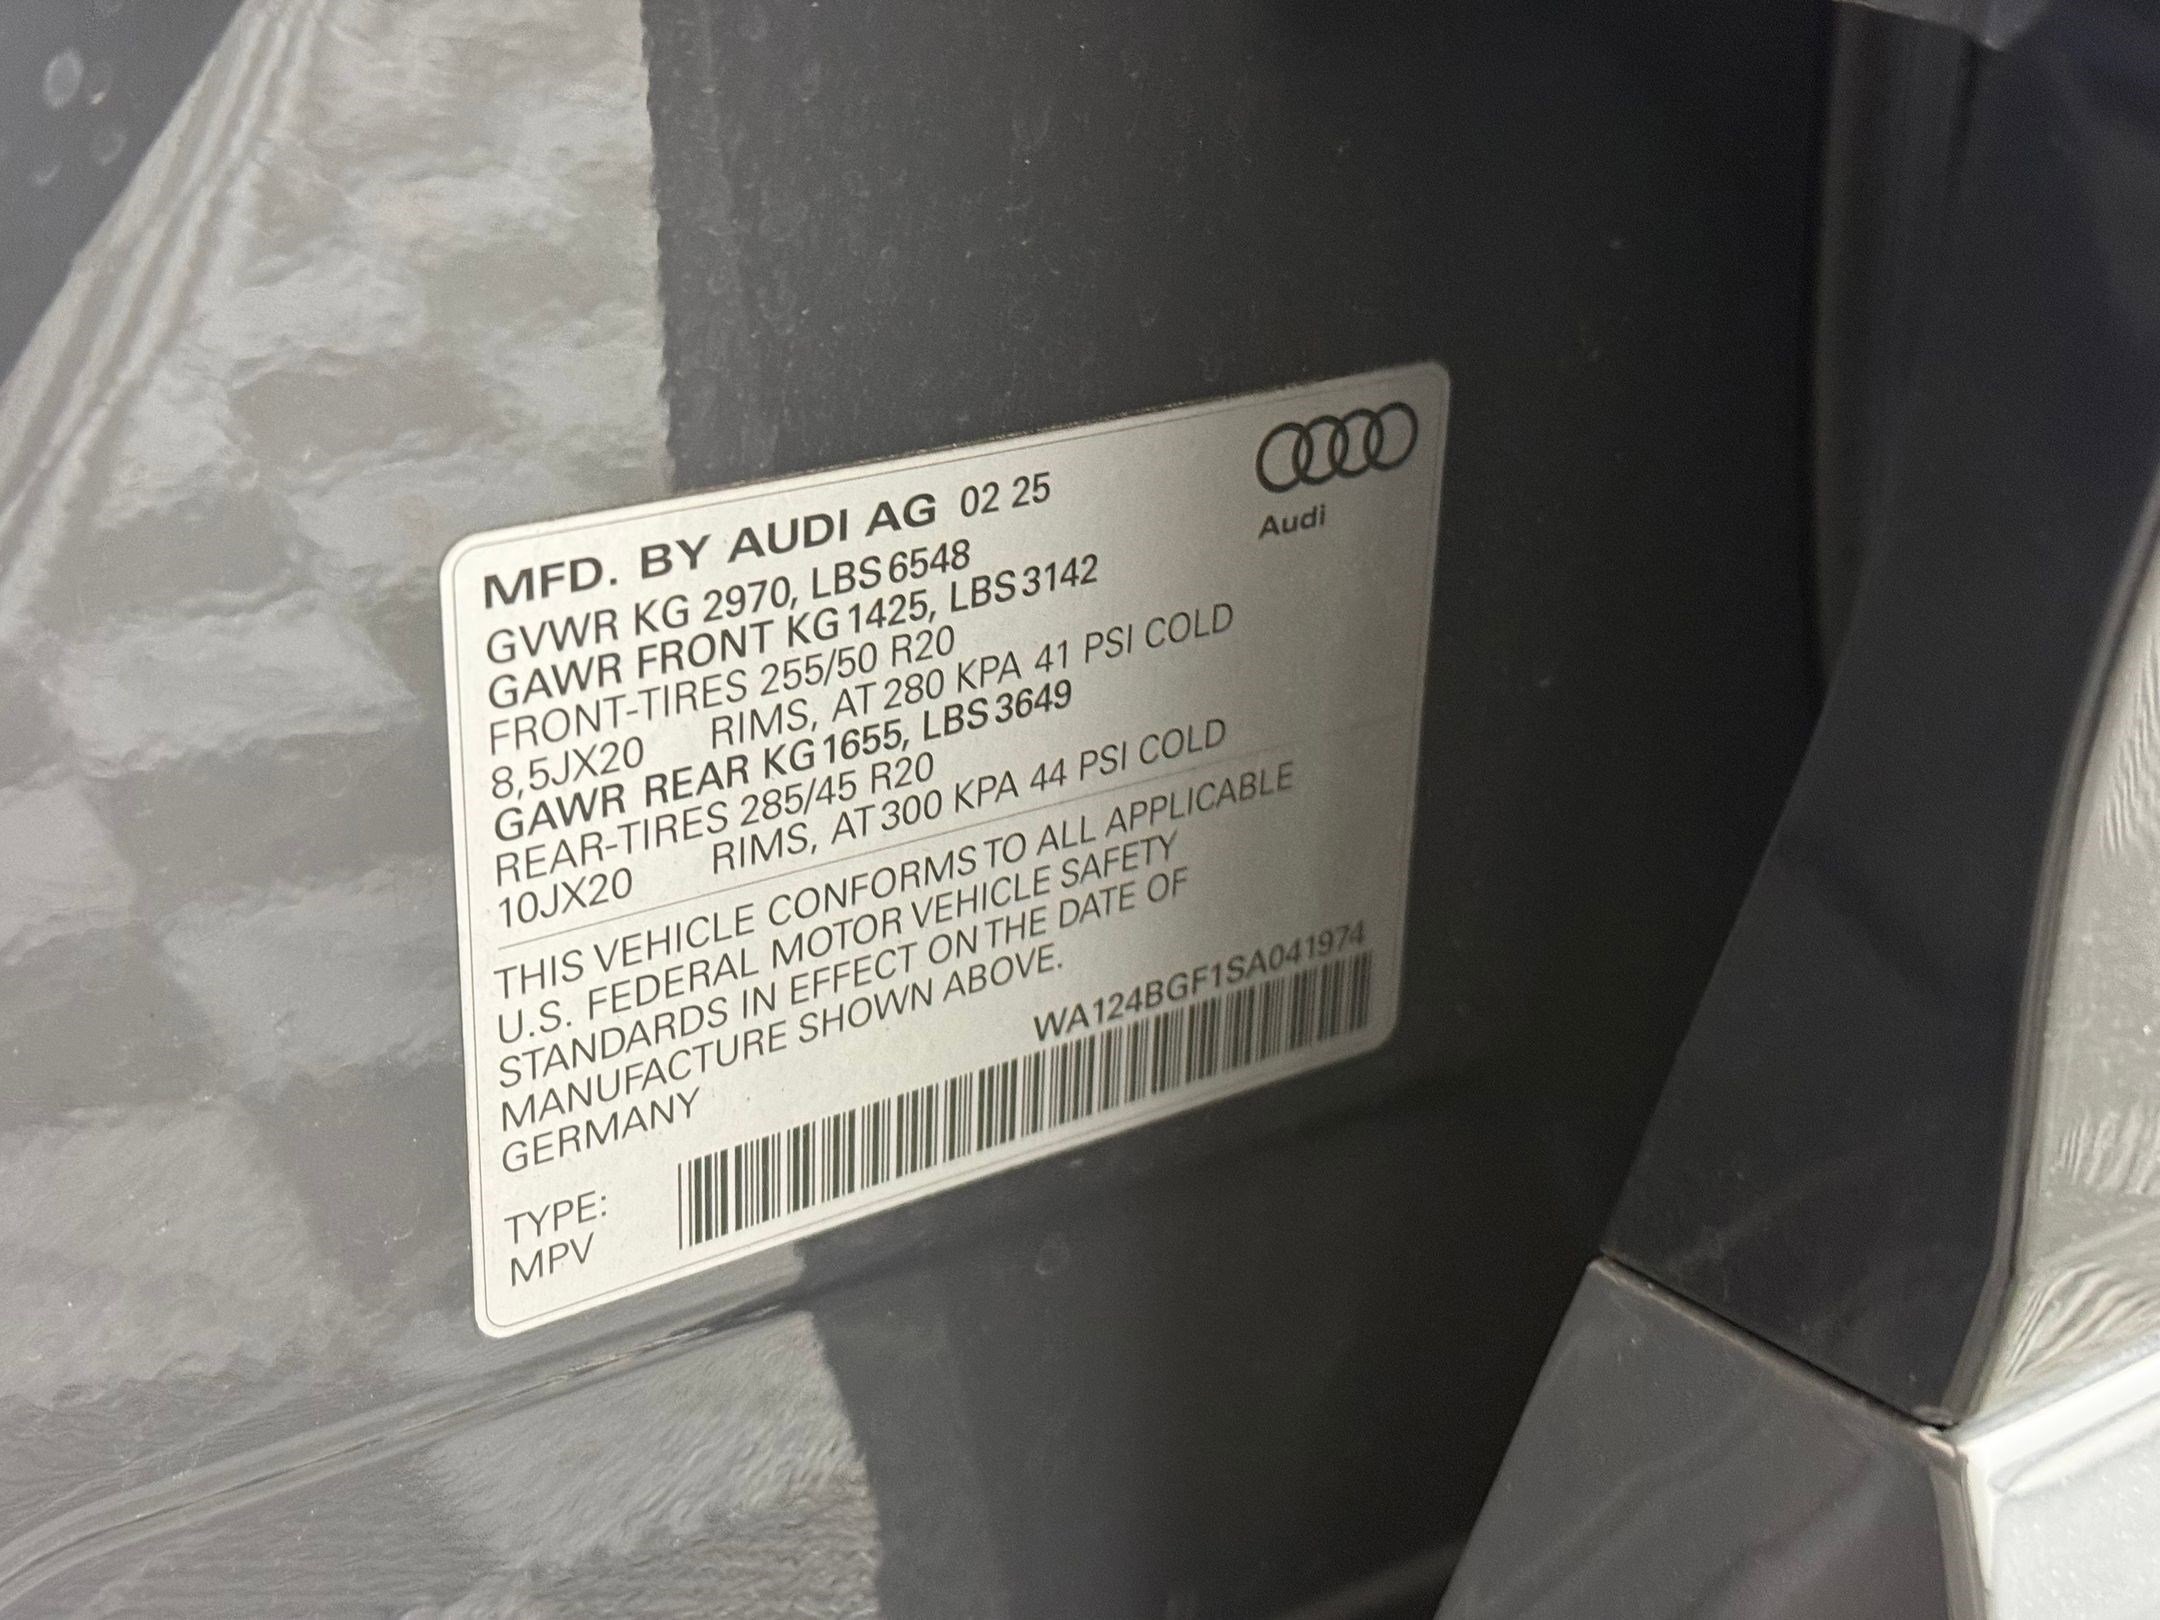 MFD. BY AUDI AG 02 25
Audi
GVWR KG 2970, LBS 6548
GAWR FRONT KG 1425, LBS 3142
FRONT-TIRES 255/50 R20
8,5JX20 RIMS, AT 280 KPA 41 PSI COLD
GAWR REAR KG 1655, LBS 3649
REAR-TIRES 285/45 R20
10JX20 RIMS, AT 300 KPA 44 PSI COLD
THIS VEHICLE CONFORMS TO ALL APPLICABLE
U.S. FEDERAL MOTOR VEHICLE SAFETY
STANDARDS IN EFFECT ON THE DATE OF
MANUFACTURE SHOWN ABOVE.
GERMANY
WA124BGF1SA041974
TYPE:
MPV